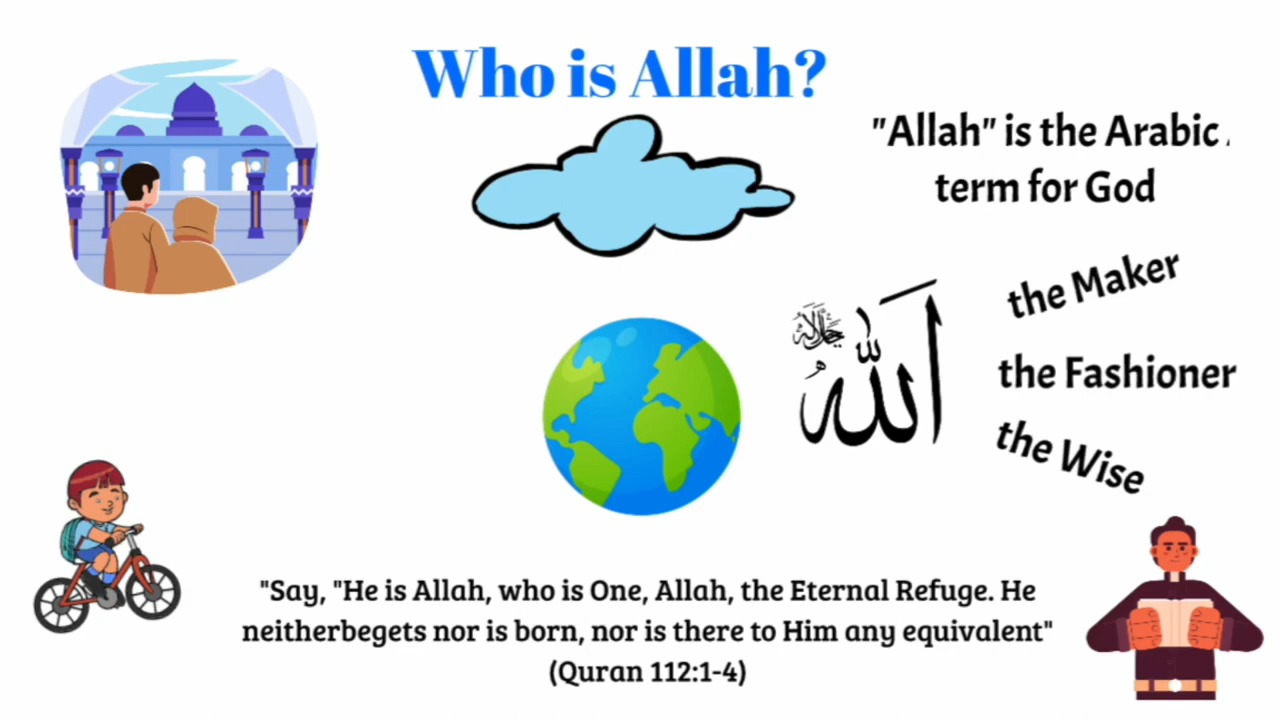 Who is Allah?
"Allah" is the Arabic
term for God
the Maker
الله
جل جلاله
the Fashioner
the Wise
"Say, "He is Allah, who is One, Allah, the Eternal Refuge. He
neitherbegets nor is born, nor is there to Him any equivalent"
(Quran 112:1-4)